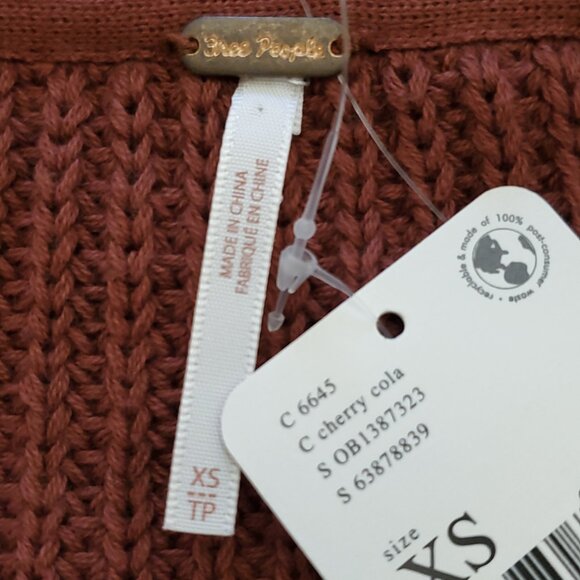 Free People
MADE IN CHINA
FABRIQUÉ EN CHINE
XS
TP
recyclable & made of 100% post-consumer waste
C 6645
C cherry cola
S OB1387323
S 63878839
size
XS